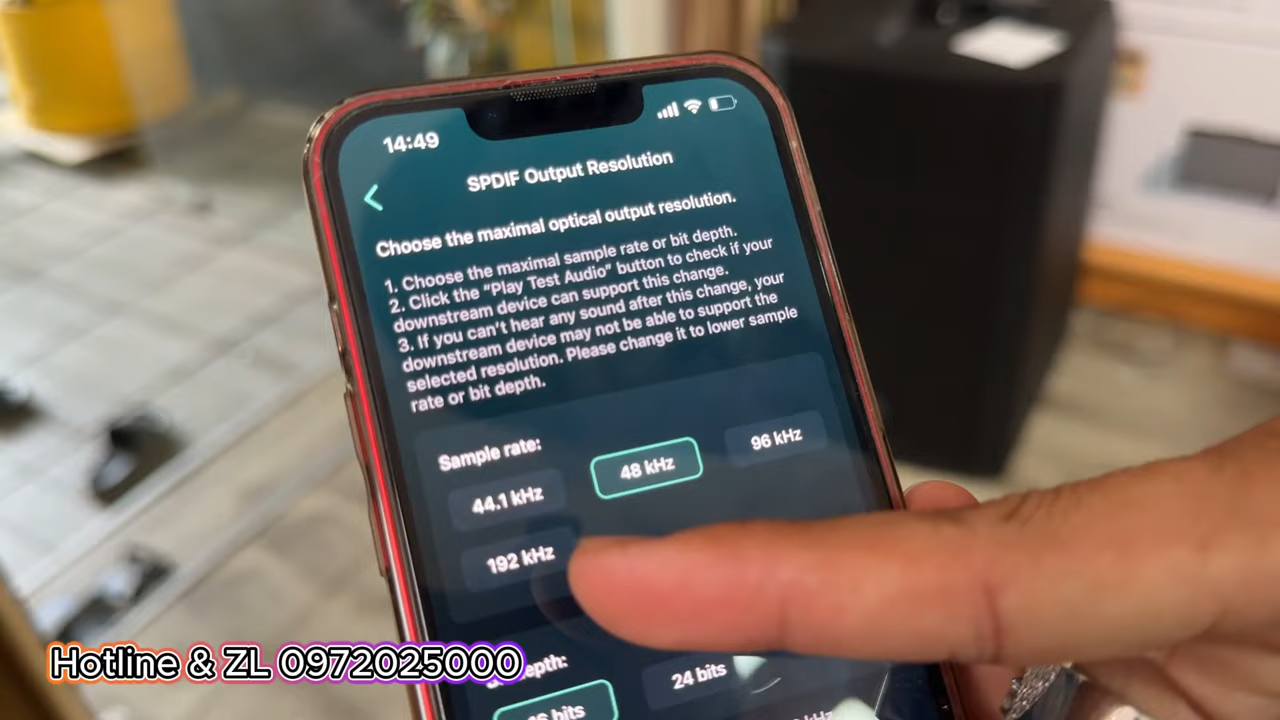 14:49
SPDIF Output Resolution
Choose the maximal optical output resolution.
1. Choose the maximal sample rate or bit depth.
2. Click the "Play Test Audio" button to check if your
downstream device can support this change.
3. If you can't hear any sound after this change, your
downstream device may not be able to support the
selected resolution. Please change it to lower sample
rate or bit depth.
Sample rate:
44.1 kHz
48 kHz
96 kHz
192 kHz
24 bits
bits
Hotline & ZL 0972025000